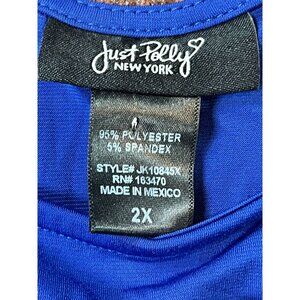 Just Polly
NEW YORK
95% POLYESTER
5% SPANDEX
STYLE# JK10845X
RN# 163470
MADE IN MEXICO
2X